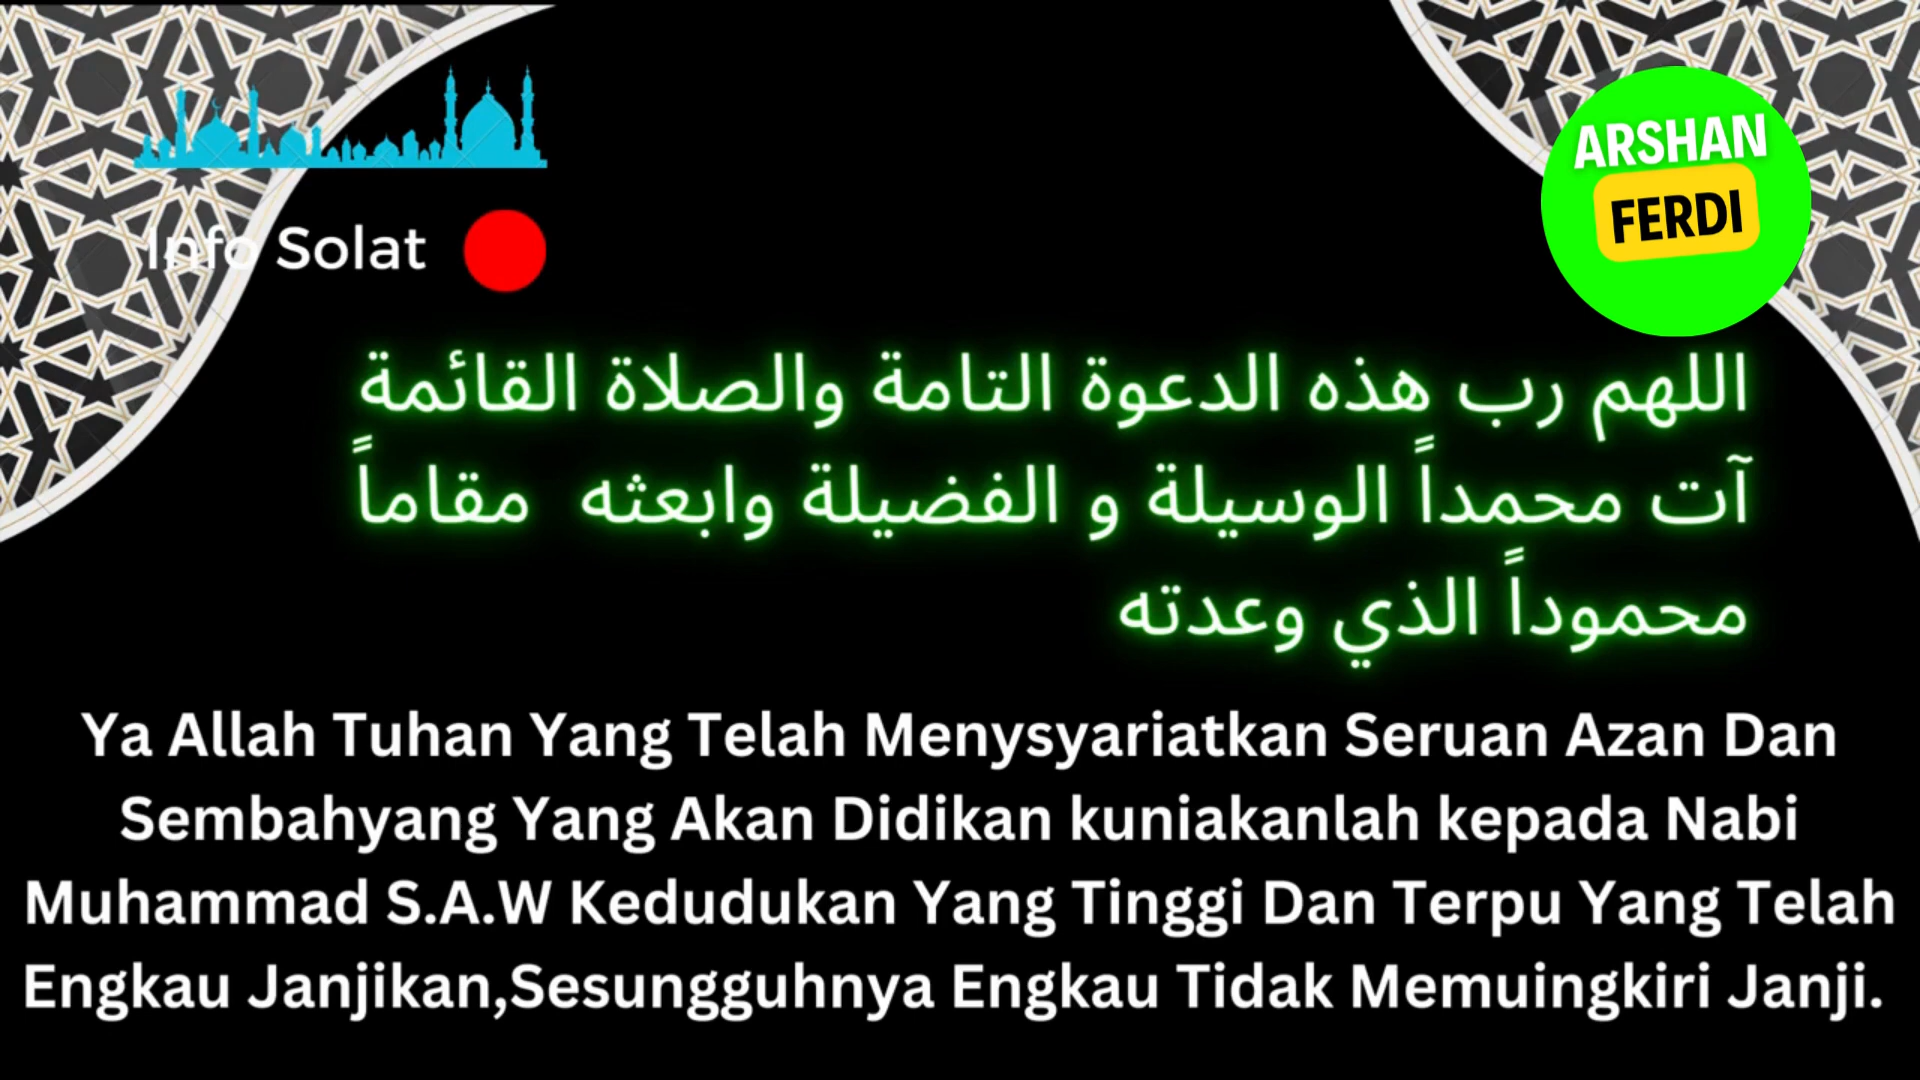 Info Solat
ARSHAN
FERDI
اللهم رب هذه الدعوة التامة والصلاة القائمة
آت محمداً الوسيلة و الفضيلة وابعثه مقاماً
محموداً الذي وعدته
Ya Allah Tuhan Yang Telah Menysyariatkan Seruan Azan Dan
Sembahyang Yang Akan Didikan kuniakanlah kepada Nabi
Muhammad S.A.W Kedudukan Yang Tinggi Dan Terpu Yang Telah
Engkau Janjikan,Sesungguhnya Engkau Tidak Memuingkiri Janji.